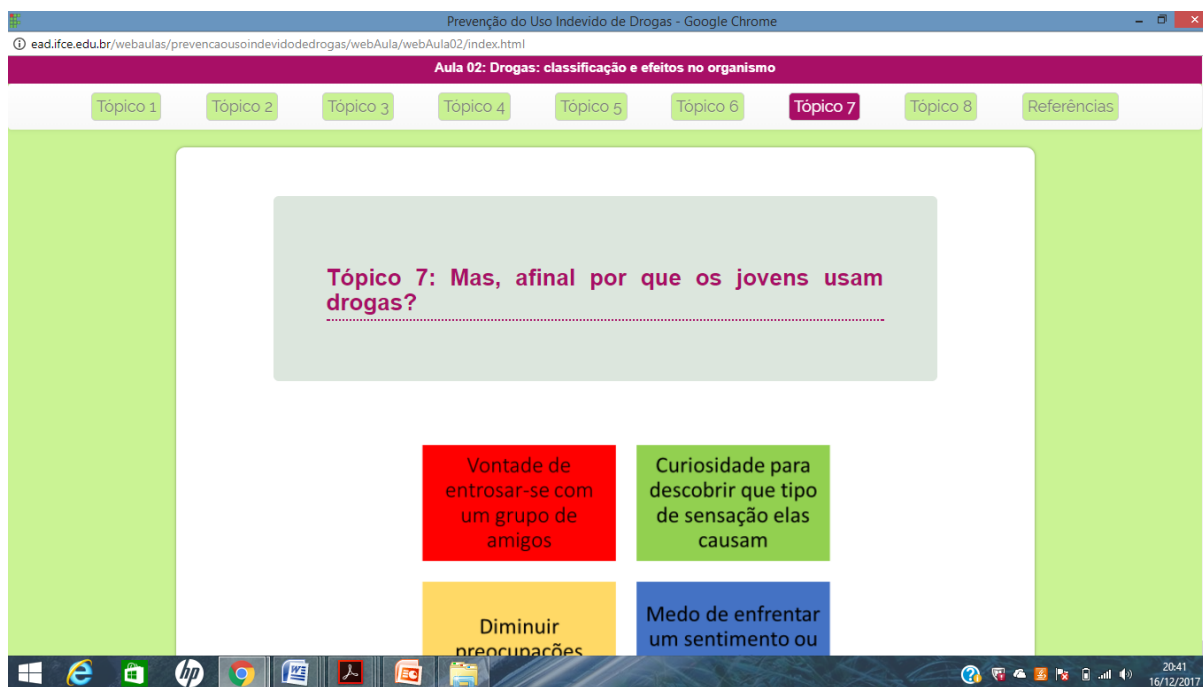 Prevenção do Uso Indevido de Drogas - Google Chrome
ead.ifce.edu.br/webaulas/prevencaousoindevidodedrogas/webAula/webAula02/index.html
Aula 02: Drogas: classificação e efeitos no organismo
Tópico 1 Tópico 2 Tópico 3 Tópico 4 Tópico 5 Tópico 6 Tópico 7 Tópico 8 Referências
Tópico 7: Mas, afinal por que os jovens usam
drogas?
Vontade de
entrosar-se com
um grupo de
amigos
Curiosidade para
descobrir que tipo
de sensação elas
causam
Diminuir
preocupações
Medo de enfrentar
um sentimento ou
hp
20:41
16/12/2017